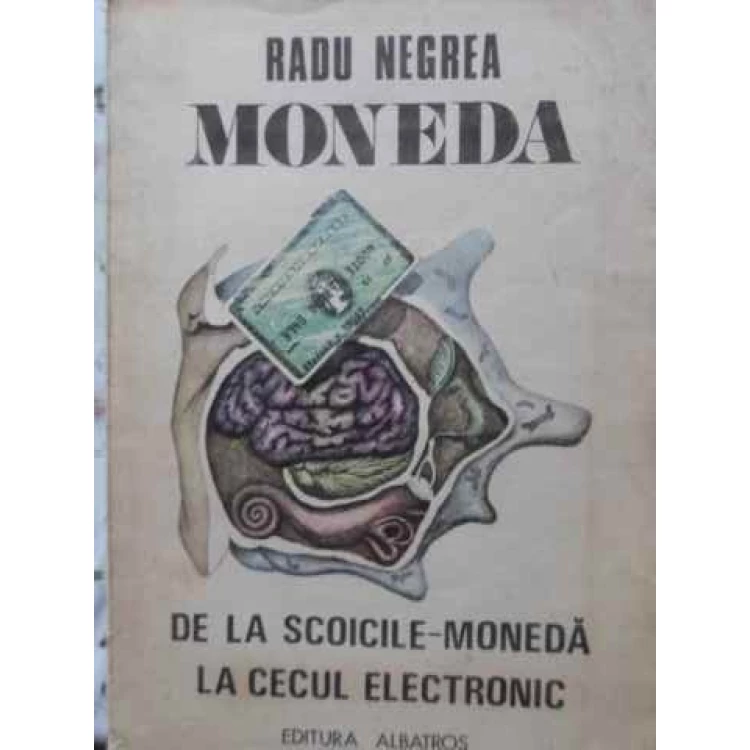 RADU NEGREA
MONEDA
DE LA SCOICILE-MONEDĂ
LA CECUL ELECTRONIC
EDITURA ALBATROS